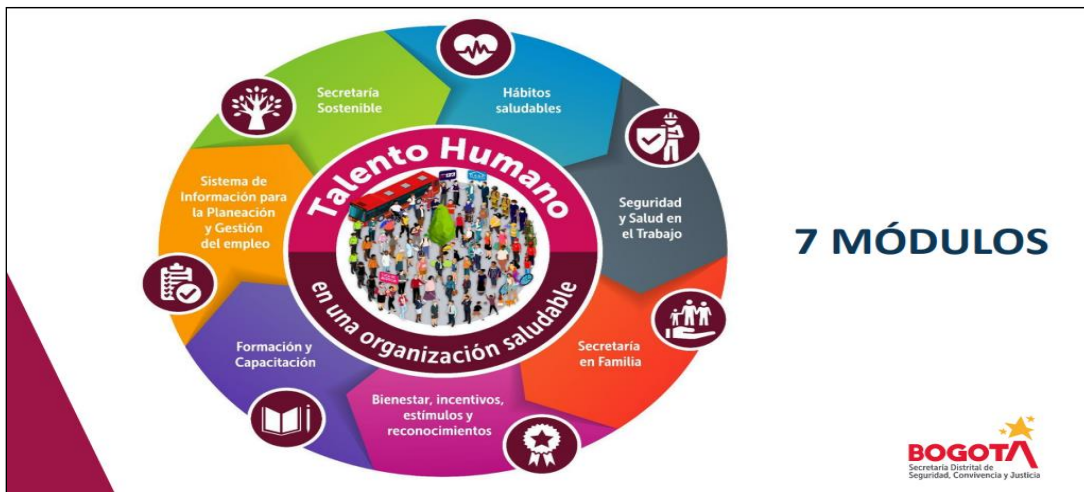 Secretaría
Sostenible
Hábitos
saludables
Seguridad
y Salud en
el Trabajo
Secretaría
en Familia
Bienestar, incentivos,
estímulos y
reconocimientos
Formación y
Capacitación
Sistema de
Información para
la Planeación
y Gestión
del empleo
Talento Humano
en una organización saludable
7 MÓDULOS
BOGOTÁ
Secretaría Distrital de
Seguridad, Convivencia y Justicia